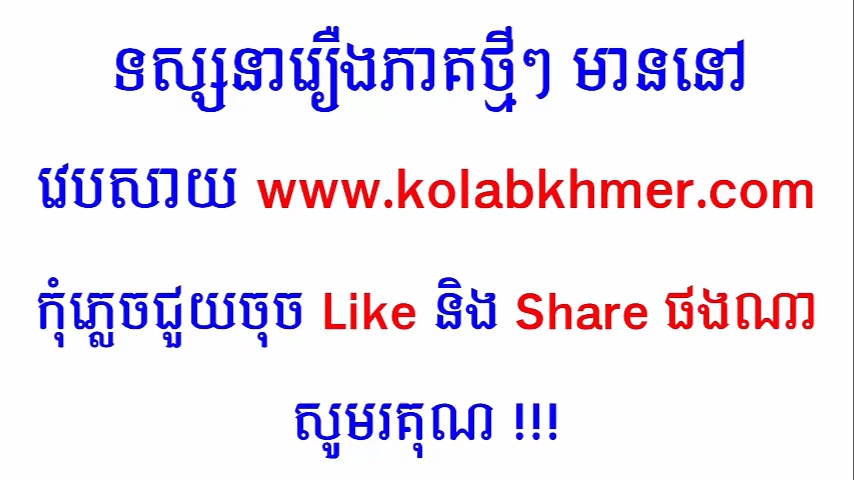 ទស្សនារឿងភាគថ្មីៗ មាននៅ
វេបសាយ www.kolabkhmer.com
កុំភ្លេចជួយចុច Like និង Share ផងណា
សូមរគុណ !!!